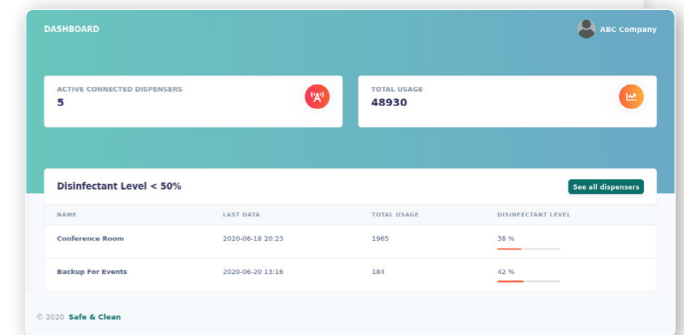 DASHBOARD
ABC Company
ACTIVE CONNECTED DISPENSERS
5
TOTAL USAGE
48930
Disinfectant Level < 50%
See all dispensers
NAME LAST DATA TOTAL USAGE DISINFECTANT LEVEL
Conference Room 2020-06-18 20:23 1965 38 %
Backup For Events 2020-06-20 13:16 184 42 %
© 2020 Safe & Clean